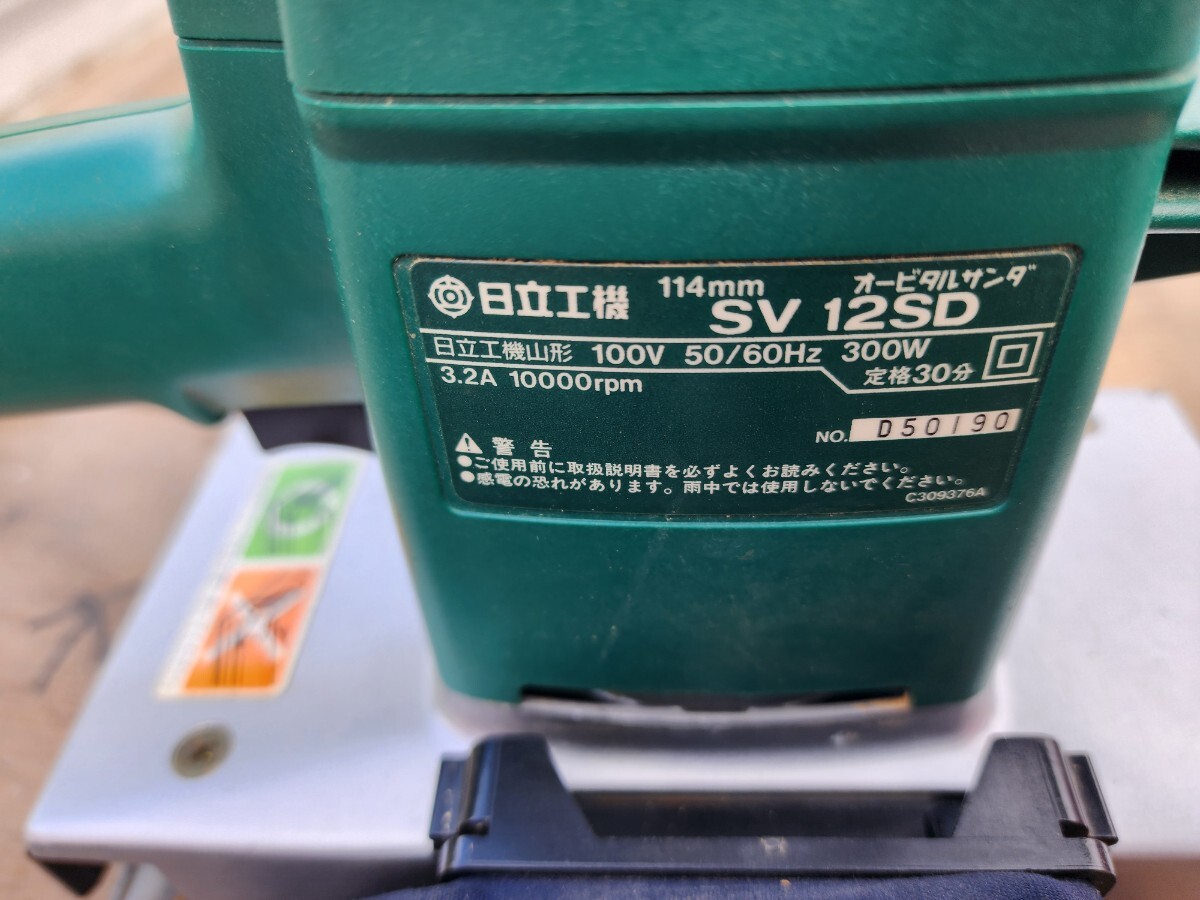 日立工機 114mm オービタルサンダ
SV 12SD
日立工機山形 100V 50/60Hz 300W
3.2A 10000rpm 定格30分
NO. D50190
警告
●ご使用前に取扱説明書を必ずよくお読みください。
●感電の恐れがあります。雨中では使用しないでください。
C309376A